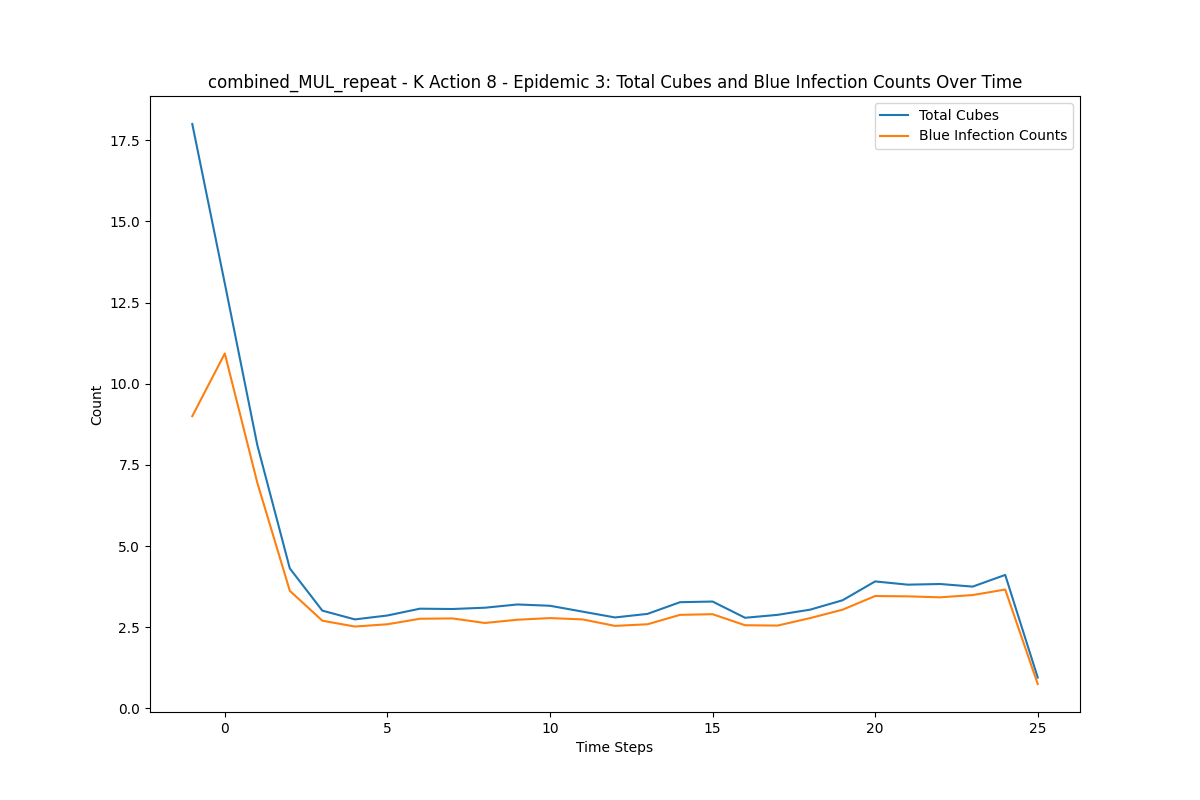 combined_MUL_repeat - K Action 8 - Epidemic 3: Total Cubes and Blue Infection Counts Over Time
Total Cubes
Blue Infection Counts
17.5
15.0
12.5
10.0
7.5
5.0
2.5
0.0
Count
0 5 10 15 20 25
Time Steps